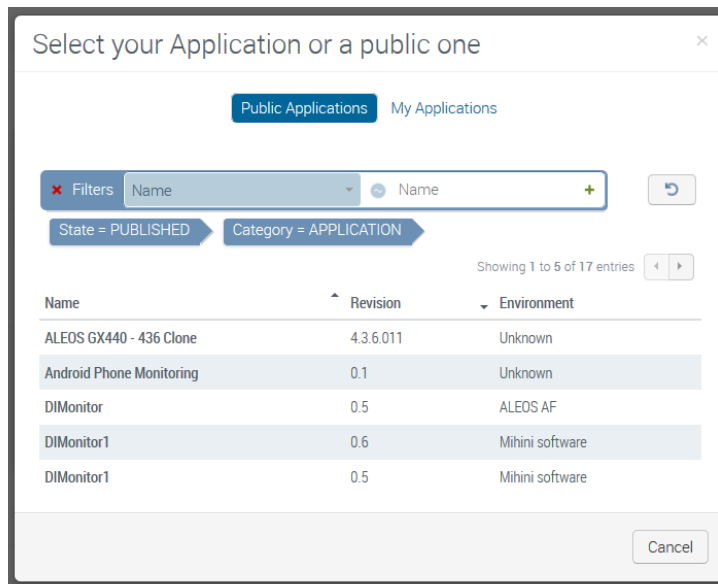 Select your Application or a public one
Public Applications My Applications
Filters Name Name
State = PUBLISHED Category = APPLICATION
Showing 1 to 5 of 17 entries
Name Revision Environment
ALEOS GX440 - 436 Clone 4.3.6.011 Unknown
Android Phone Monitoring 0.1 Unknown
DIMonitor 0.5 ALEOS AF
DIMonitor1 0.6 Mihini software
DIMonitor1 0.5 Mihini software
Cancel